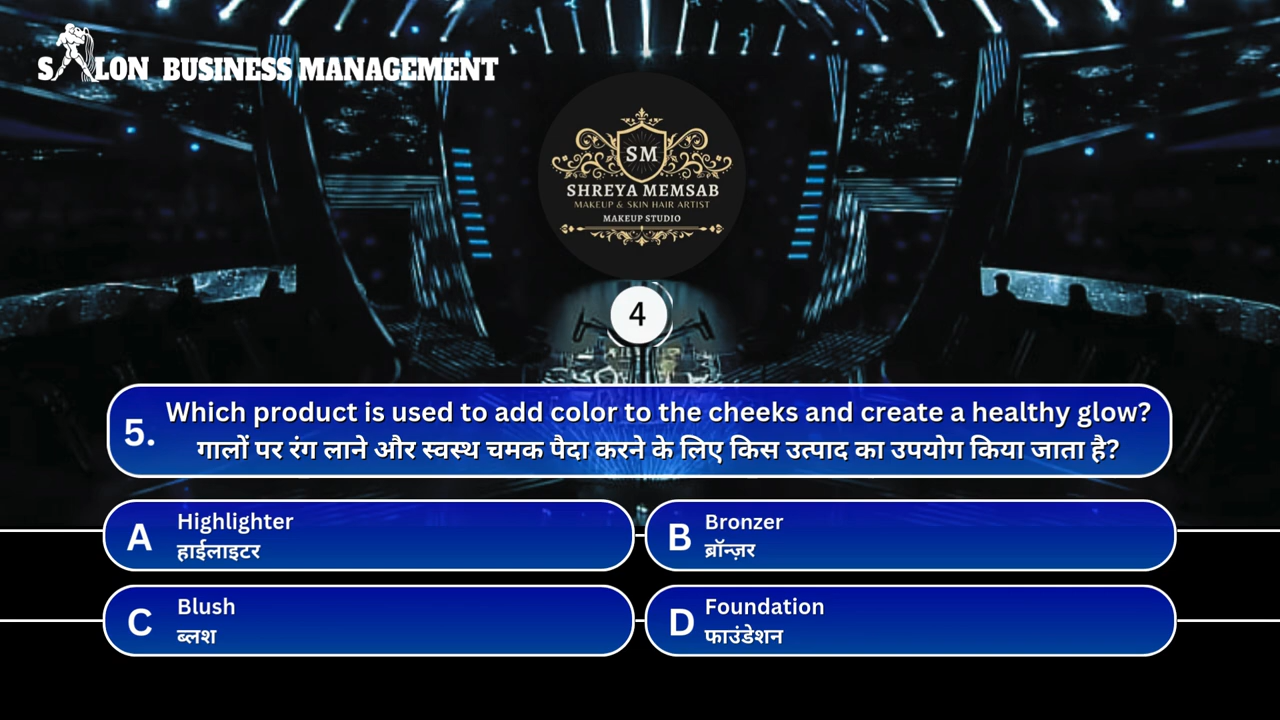 SALON BUSINESS MANAGEMENT
SM
SHREYA MEMSAB
MAKEUP & SKIN HAIR ARTIST
MAKEUP STUDIO
4
5. Which product is used to add color to the cheeks and create a healthy glow?
गालों पर रंग लाने और स्वस्थ चमक पैदा करने के लिए किस उत्पाद का उपयोग किया जाता है?
A Highlighter
हाईलाइटर
B Bronzer
ब्रॉन्ज़र
C Blush
ब्लश
D Foundation
फाउंडेशन